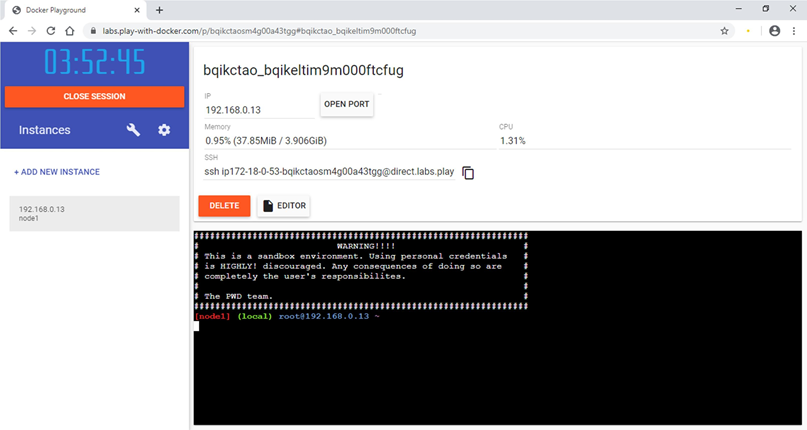 Docker Playground
labs.play-with-docker.com/p/bqikctaosm4g00a43tgg#bqikctao_bqikeltim9m000ftcfug
03:52:45
CLOSE SESSION
Instances
+ ADD NEW INSTANCE
192.168.0.13
node1
bqikctao_bqikeltim9m000ftcfug
IP
192.168.0.13
OPEN PORT
Memory
0.95% (37.85MiB / 3.906GiB)
CPU
1.31%
SSH
ssh ip172-18-0-53-bqikctaosm4g00a43tgg@direct.labs.play
DELETE
EDITOR
###############################################################
# WARNING!!!! #
# This is a sandbox environment. Using personal credentials #
# is HIGHLY! discouraged. Any consequences of doing so are #
# completely the user's responsibilites. #
# #
# The PWD team. #
###############################################################
[node1] (local) root@192.168.0.13 ~